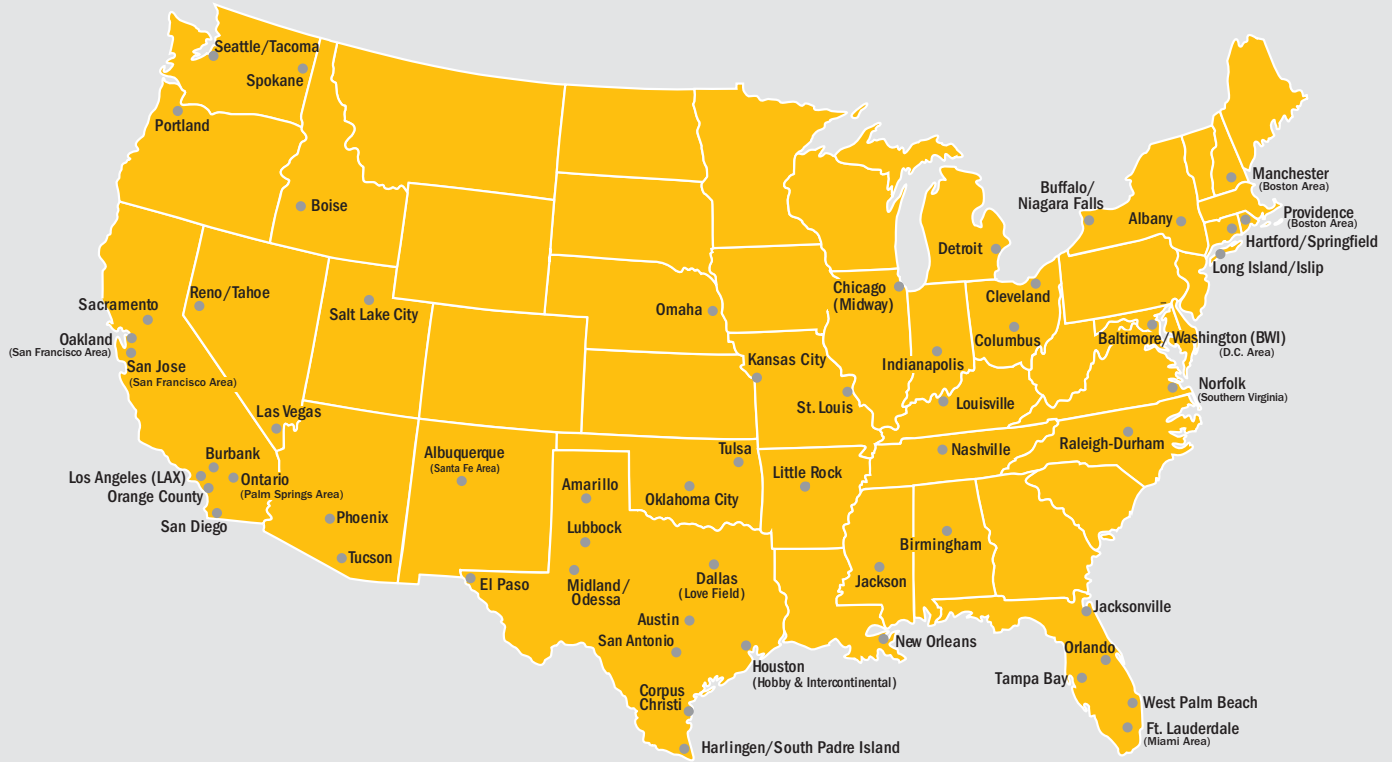 Seattle/Tacoma
Spokane
Portland
Boise
Reno/Tahoe
Sacramento
Oakland
(San Francisco Area)
San Jose
(San Francisco Area)
Salt Lake City
Las Vegas
Burbank
Los Angeles (LAX)
Ontario
(Palm Springs Area)
Orange County
San Diego
Phoenix
Tucson
Albuquerque
(Santa Fe Area)
El Paso
Amarillo
Lubbock
Midland/
Odessa
Dallas
(Love Field)
Austin
San Antonio
Houston
(Hobby & Intercontinental)
Corpus
Christi
Harlingen/South Padre Island
Omaha
Kansas City
St. Louis
Tulsa
Oklahoma City
Little Rock
Chicago
(Midway)
Detroit
Cleveland
Columbus
Indianapolis
Louisville
Nashville
Birmingham
Jackson
New Orleans
Buffalo/
Niagara Falls
Albany
Manchester
(Boston Area)
Providence
(Boston Area)
Hartford/Springfield
Long Island/Islip
Baltimore/Washington (BWI)
(D.C. Area)
Norfolk
(Southern Virginia)
Raleigh-Durham
Jacksonville
Orlando
Tampa Bay
West Palm Beach
Ft. Lauderdale
(Miami Area)